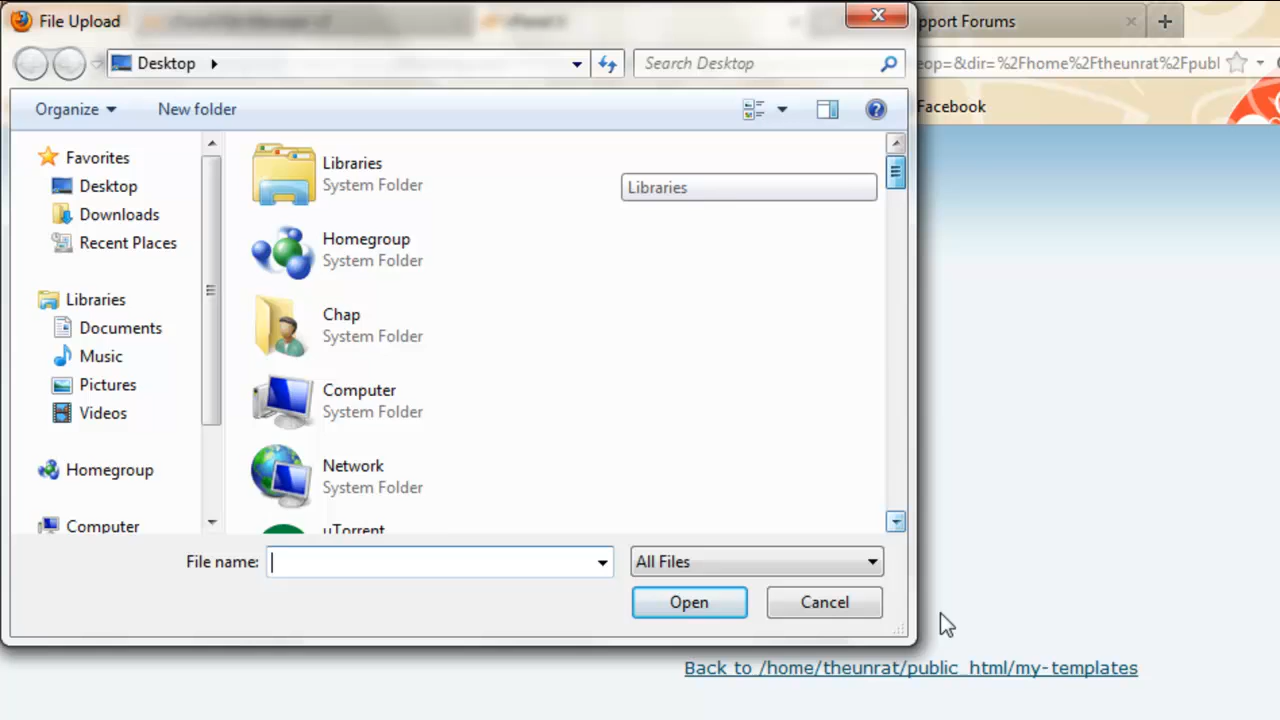 File Upload
pport Forums
Desktop
Search Desktop
eop=&dir=%2Fhome%2Ftheunrat%2Fpubl
Organize
New folder
Facebook
Favorites
Desktop
Downloads
Recent Places
Libraries
Documents
Music
Pictures
Videos
Homegroup
Computer
Libraries
System Folder
Libraries
Homegroup
System Folder
Chap
System Folder
Computer
System Folder
Network
System Folder
uTorrent
File name:
All Files
Open
Cancel
Back to /home/theunrat/public_html/my-templates